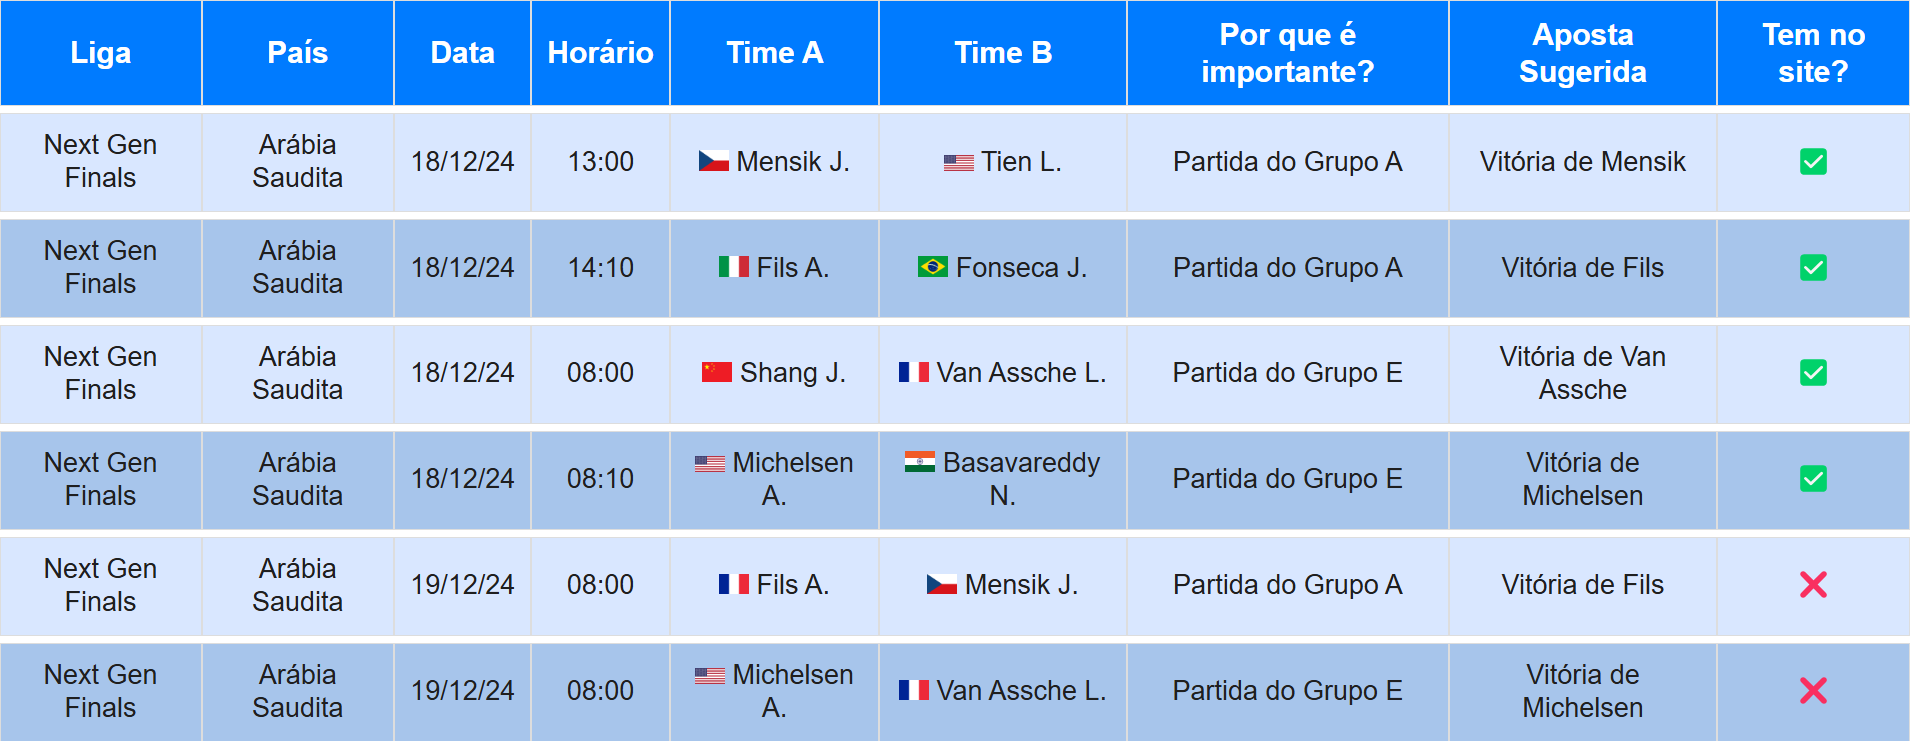 Liga País Data Horário Time A Time B Por que é importante? Aposta Sugerida Tem no site?
Next Gen Finals Arábia Saudita 18/12/24 13:00 Mensik J. Tien L. Partida do Grupo A Vitória de Mensik
Next Gen Finals Arábia Saudita 18/12/24 14:10 Fils A. Fonseca J. Partida do Grupo A Vitória de Fils
Next Gen Finals Arábia Saudita 18/12/24 08:00 Shang J. Van Assche L. Partida do Grupo E Vitória de Van Assche
Next Gen Finals Arábia Saudita 18/12/24 08:10 Michelsen A. Basavareddy N. Partida do Grupo E Vitória de Michelsen
Next Gen Finals Arábia Saudita 19/12/24 08:00 Fils A. Mensik J. Partida do Grupo A Vitória de Fils
Next Gen Finals Arábia Saudita 19/12/24 08:00 Michelsen A. Van Assche L. Partida do Grupo E Vitória de Michelsen